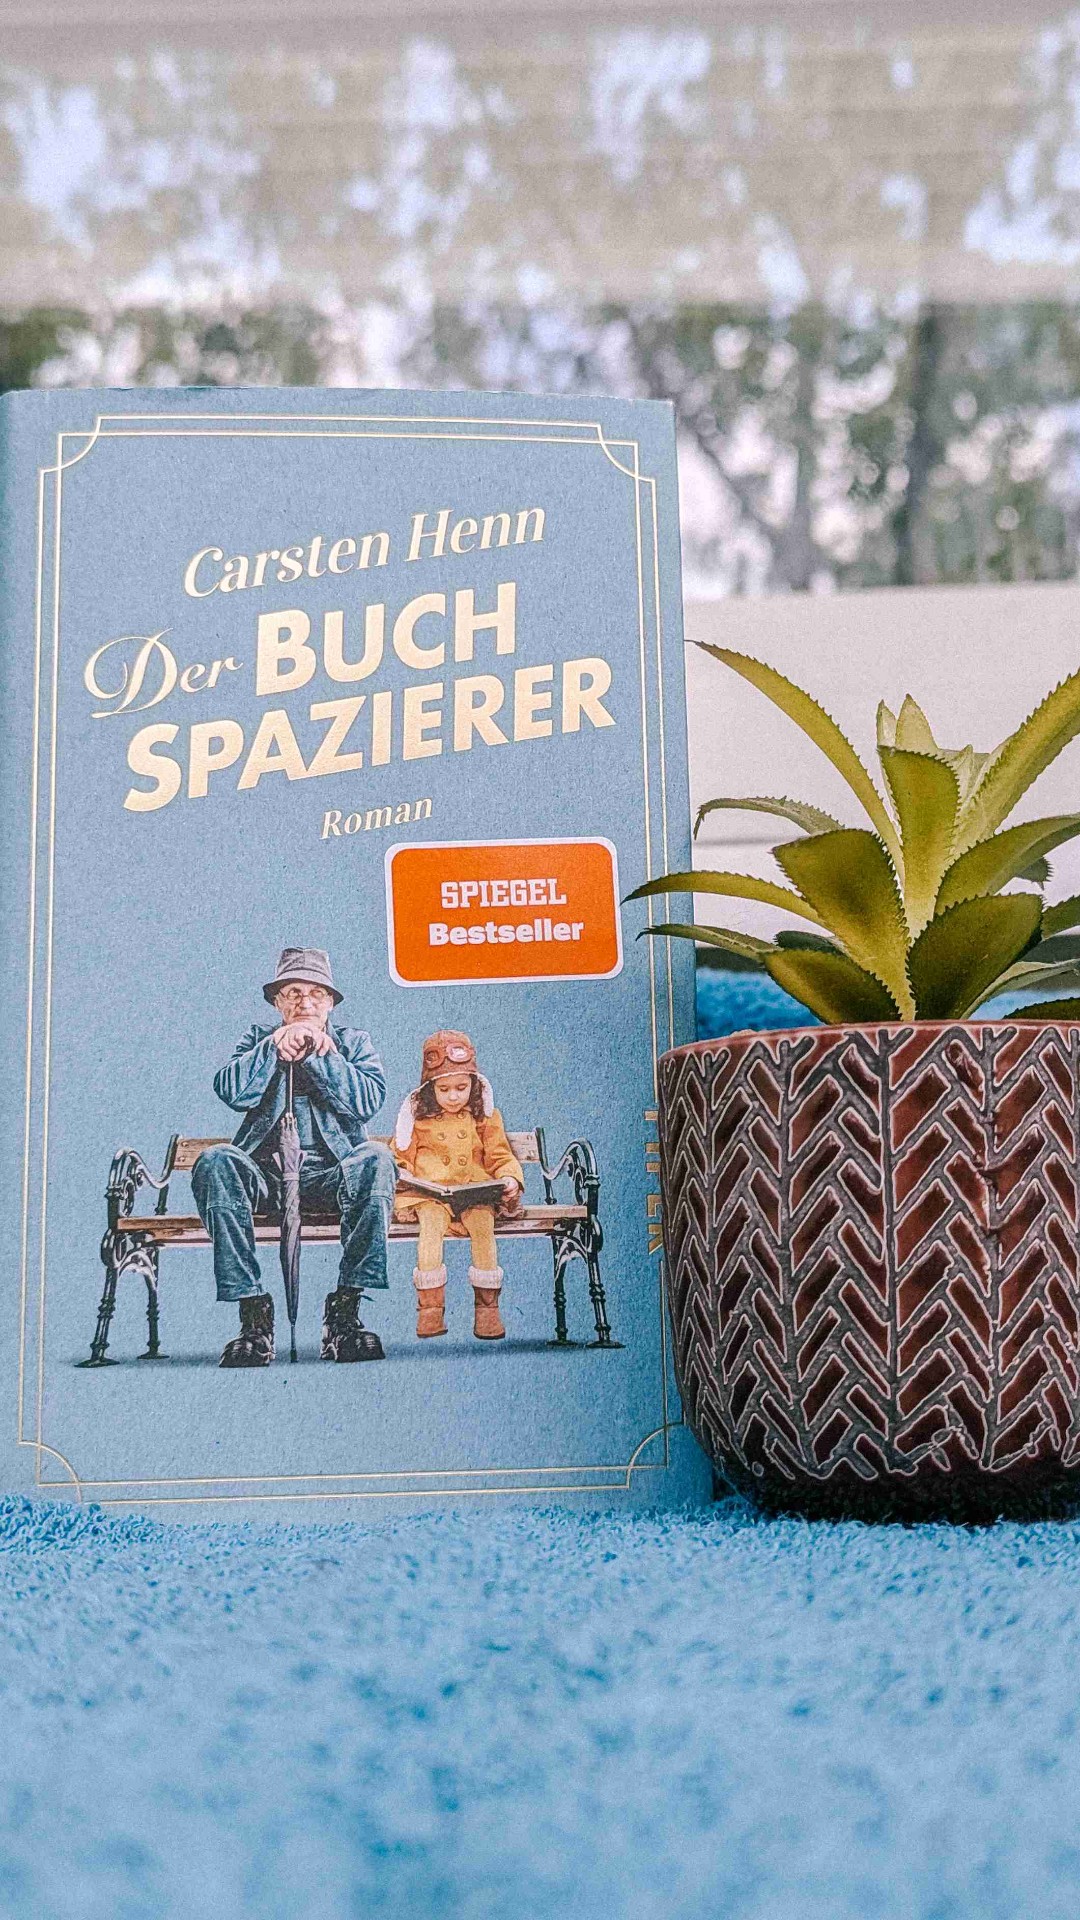 Carsten Henn
Der BUCH
SPAZIERER
Roman
SPIEGEL
Bestseller